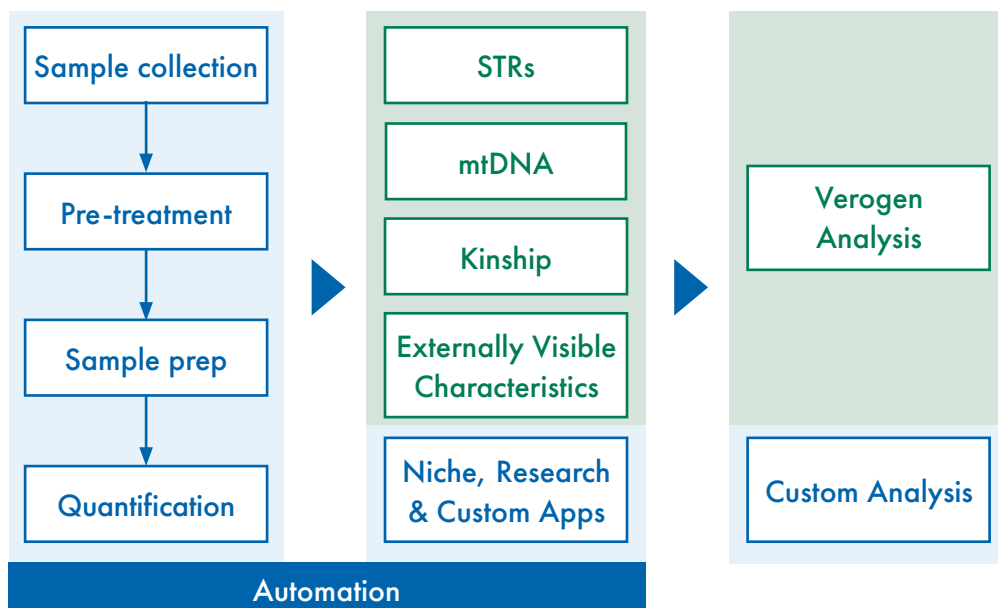 Sample collection
Pre-treatment
Sample prep
Quantification
STRs
mtDNA
Kinship
Externally Visible
Characteristics
Niche, Research
& Custom Apps
Verogen
Analysis
Custom Analysis
Automation